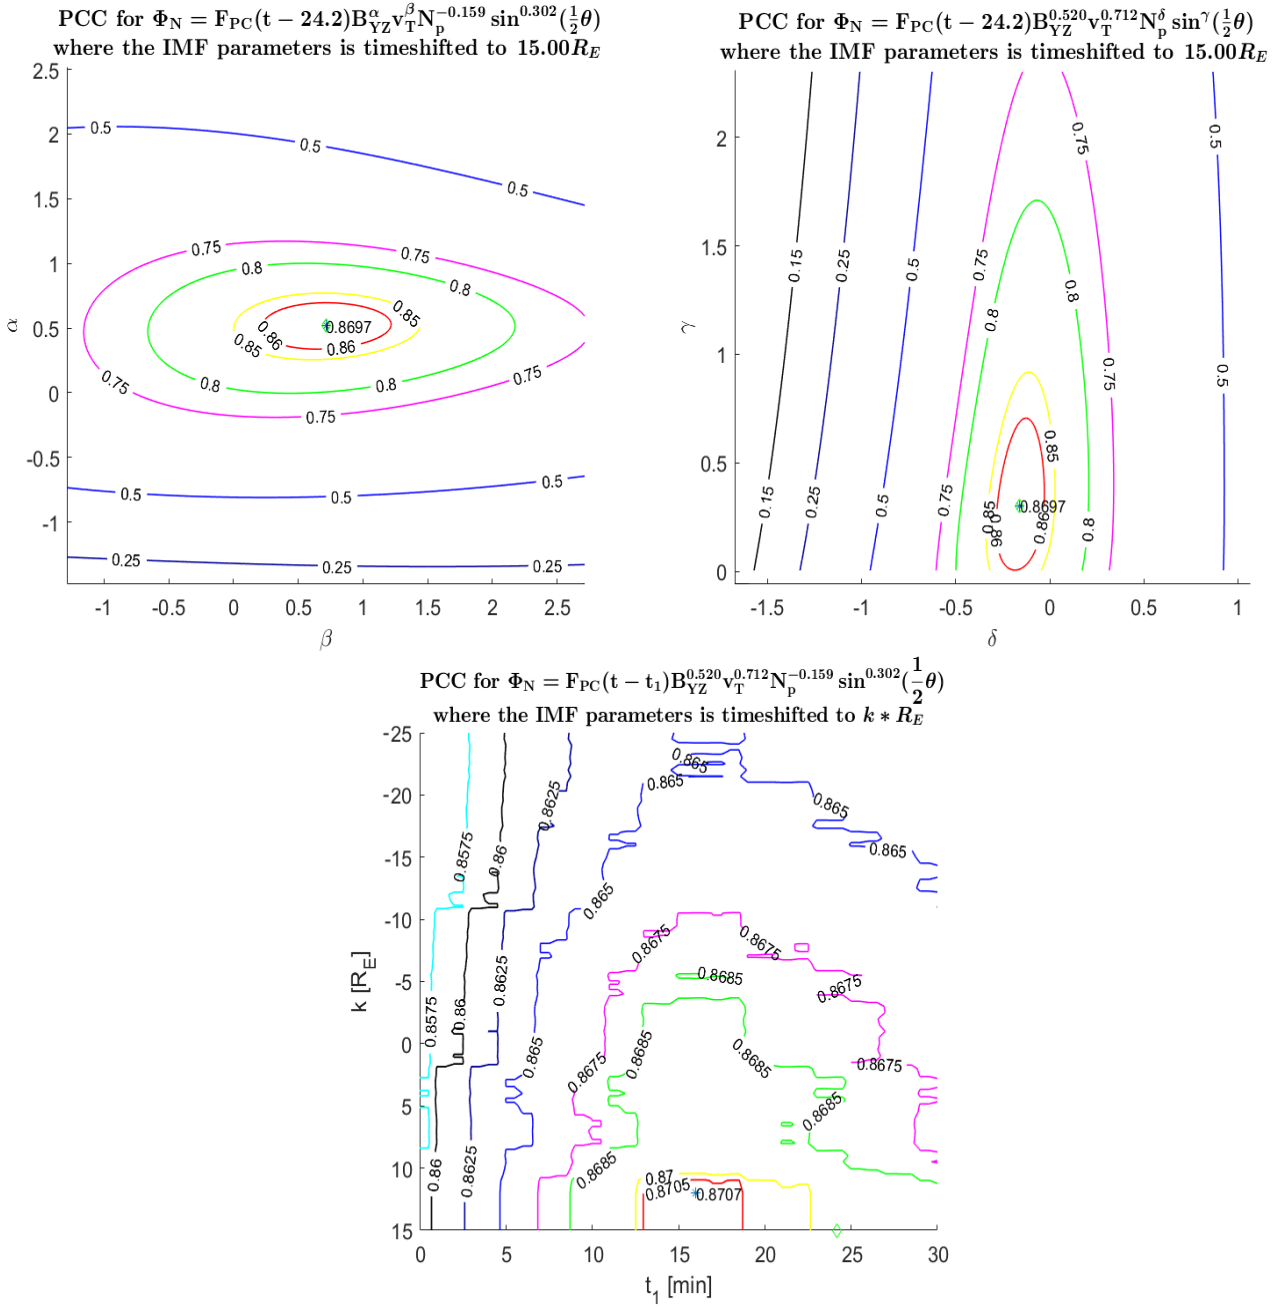 PCC for Φ_N = F_PC(t − 24.2)B_YZ^α v_T^β N_p^−0.159 sin^0.302(½θ)
where the IMF parameters is timeshifted to 15.00R_E
2.5
2
1.5
1
0.5
0
-0.5
-1
α
-1 -0.5 0 0.5 1 1.5 2 2.5
β
0.5 0.5 0.5
0.75 0.75
0.8 0.8
0.85
0.8697
0.86 0.86
0.85
0.75 0.8 0.8 0.75
0.75
0.5 0.5 0.5
0.25 0.25 0.25
PCC for Φ_N = F_PC(t − 24.2)B_YZ^0.520 v_T^0.712 N_p^δ sin^γ(½θ)
where the IMF parameters is timeshifted to 15.00R_E
2
1.5
1
0.5
0
γ
-1.5 -1 -0.5 0 0.5 1
δ
0.75 0.5
0.15 0.25 0.5 0.75
0.8 0.8
0.75 0.5
0.85
0.15 0.25 0.5 0.75
0.8697
0.85 0.86 0.86 0.8
PCC for Φ_N = F_PC(t − t_1)B_YZ^0.520 v_T^0.712 N_p^−0.159 sin^0.302(½θ)
where the IMF parameters is timeshifted to k ∗ R_E
-25
-20
-15
-10
-5
0
5
10
15
k [R_E]
0 5 10 15 20 25 30
t_1 [min]
0.865
0.865
0.8625 0.865
0.8575 0.86 0.865
0.865
0.8675 0.8675
0.8685
0.8625 0.8675
0.8575 0.86
0.865 0.8685 0.8685
0.8675 0.8675
0.8685
0.86 0.8625 0.8685 0.87
0.8705 0.8707